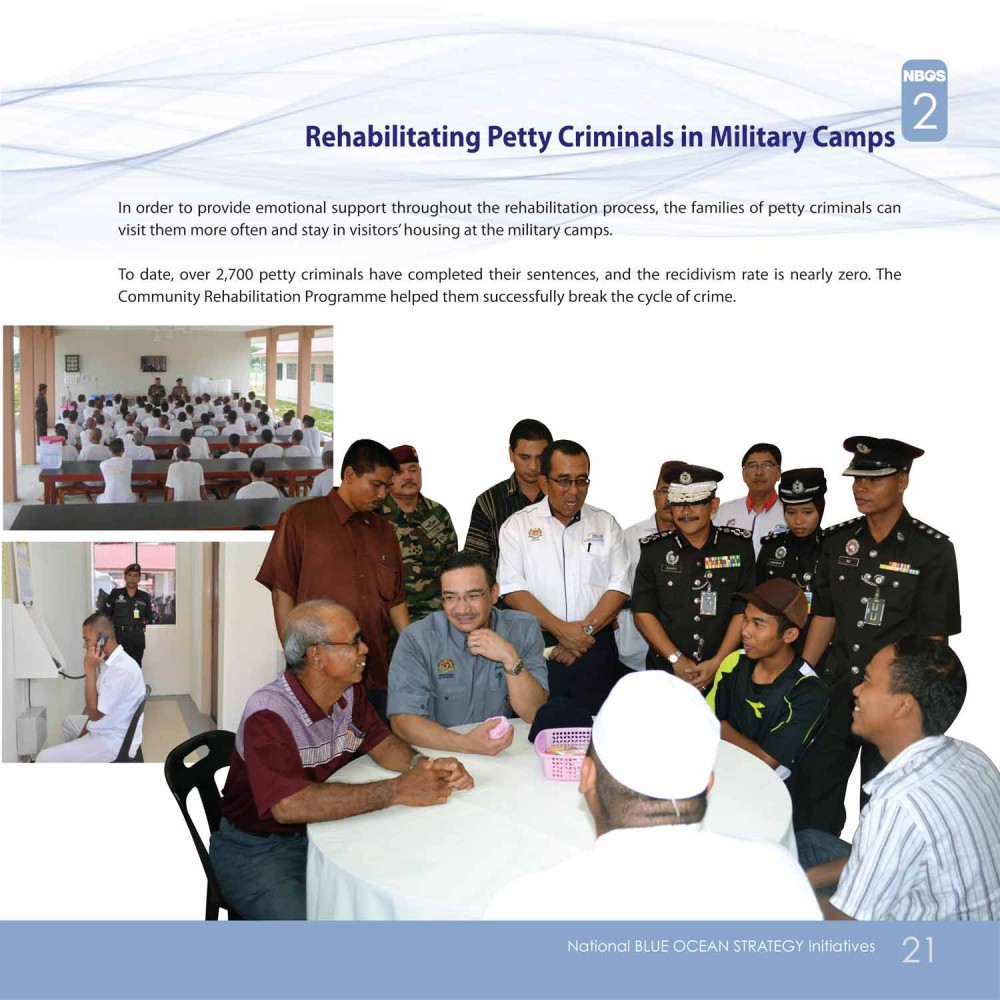 NBOS
2
Rehabilitating Petty Criminals in Military Camps
In order to provide emotional support throughout the rehabilitation process, the families of petty criminals can
visit them more often and stay in visitors’ housing at the military camps.
To date, over 2,700 petty criminals have completed their sentences, and the recidivism rate is nearly zero. The
Community Rehabilitation Programme helped them successfully break the cycle of crime.
National BLUE OCEAN STRATEGY Initiatives
21